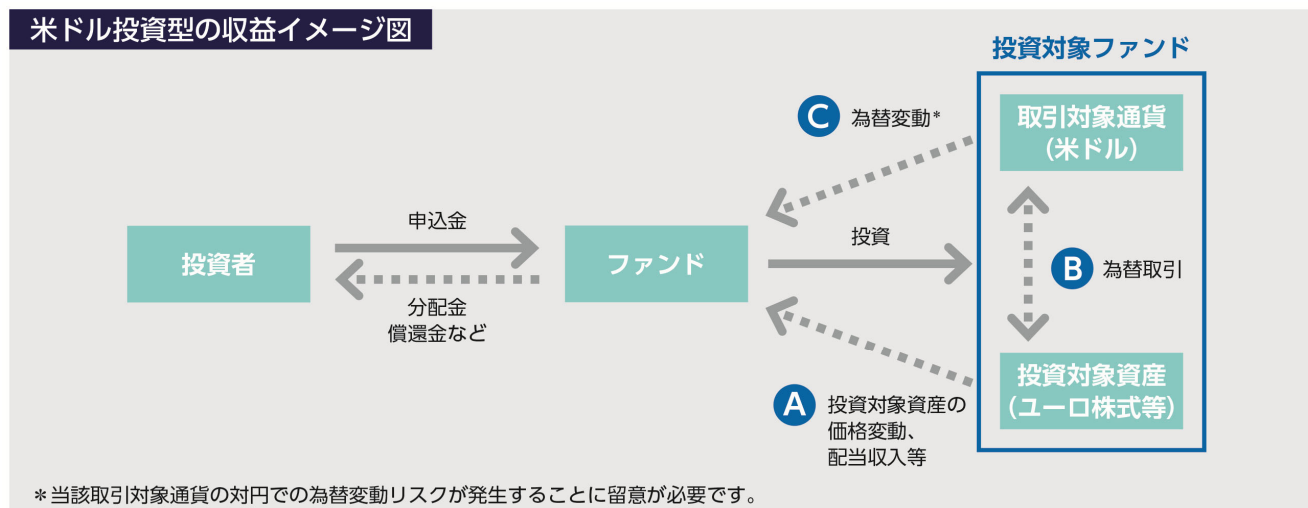 米ドル投資型の収益イメージ図
投資対象ファンド
C 為替変動*
取引対象通貨
(米ドル)
申込金
投資者
ファンド
投資
B 為替取引
分配金
償還金など
投資対象資産
(ユーロ株式等)
A 投資対象資産の
価格変動、
配当収入等
*当該取引対象通貨の対円での為替変動リスクが発生することに留意が必要です。